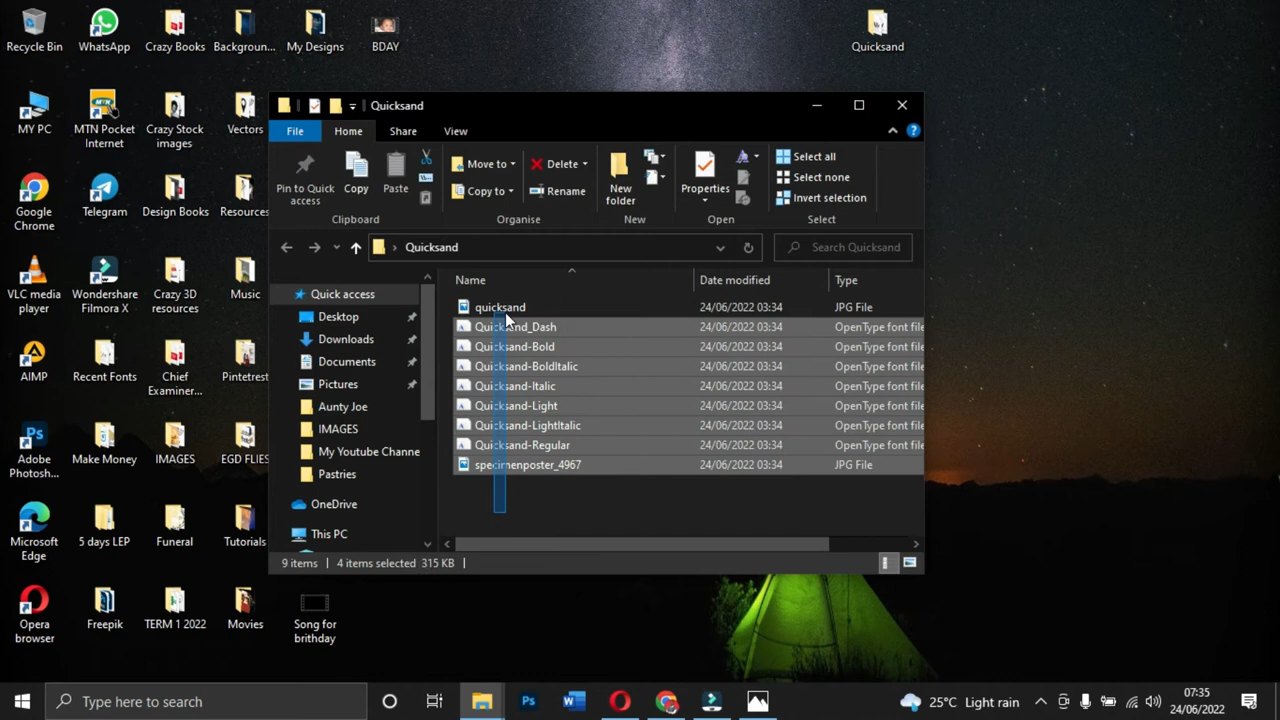 Recycle Bin
WhatsApp
Crazy Books
Backgroun...
My Designs
BDAY
Quicksand
MY PC
MTN Pocket
Internet
Crazy Stock
images
Vectors
Google
Chrome
Telegram
Design Books
Resources
VLC media
player
Wondershare
Filmora X
Crazy 3D
resources
Music
AIMP
Recent Fonts
Chief
Examiner...
Pinterest
Adobe
Photosh...
Make Money
IMAGES
EGD FLIES
Microsoft
Edge
5 days LEP
Funeral
Tutorials
Opera
browser
Freepik
TERM 1 2022
Movies
Song for
brithday
Quicksand
File Home Share View
Pin to Quick
access
Copy
Paste
Clipboard
Move to
Copy to
Delete
Rename
Organise
New
folder
New
Properties
Open
Select all
Select none
Invert selection
Select
Quicksand
Search Quicksand
Quick access
Desktop
Downloads
Documents
Pictures
Aunty Joe
IMAGES
My Youtube Channe
Pastries
OneDrive
This PC
Name Date modified Type
quicksand 24/06/2022 03:34 JPG File
Quicksand_Dash 24/06/2022 03:34 OpenType font file
Quicksand-Bold 24/06/2022 03:34 OpenType font file
Quicksand-BoldItalic 24/06/2022 03:34 OpenType font file
Quicksand-Italic 24/06/2022 03:34 OpenType font file
Quicksand-Light 24/06/2022 03:34 OpenType font file
Quicksand-LightItalic 24/06/2022 03:34 OpenType font file
Quicksand-Regular 24/06/2022 03:34 OpenType font file
specimenposter_4967 24/06/2022 03:34 JPG File
9 items 4 items selected 315 KB
Type here to search
25°C Light rain
07:35
24/06/2022